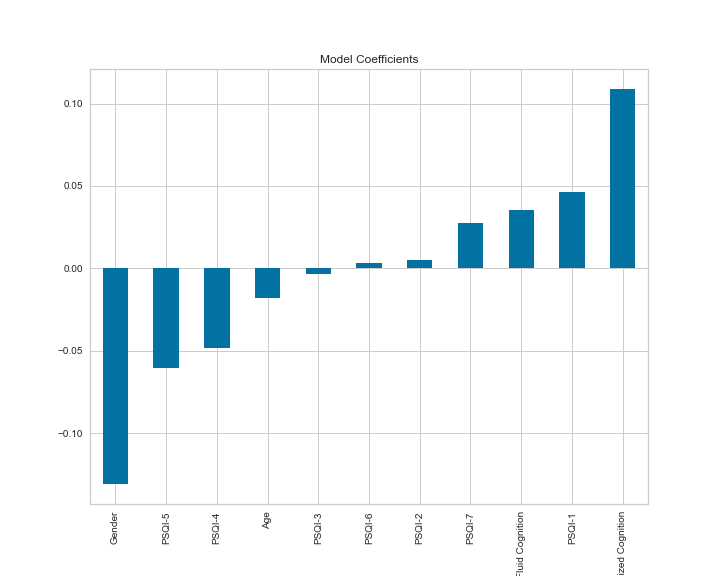 Model Coefficients
0.10
0.05
0.00
−0.05
−0.10
Gender
PSQI-5
PSQI-4
Age
PSQI-3
PSQI-6
PSQI-2
PSQI-7
Fluid Cognition
PSQI-1
ized Cognition